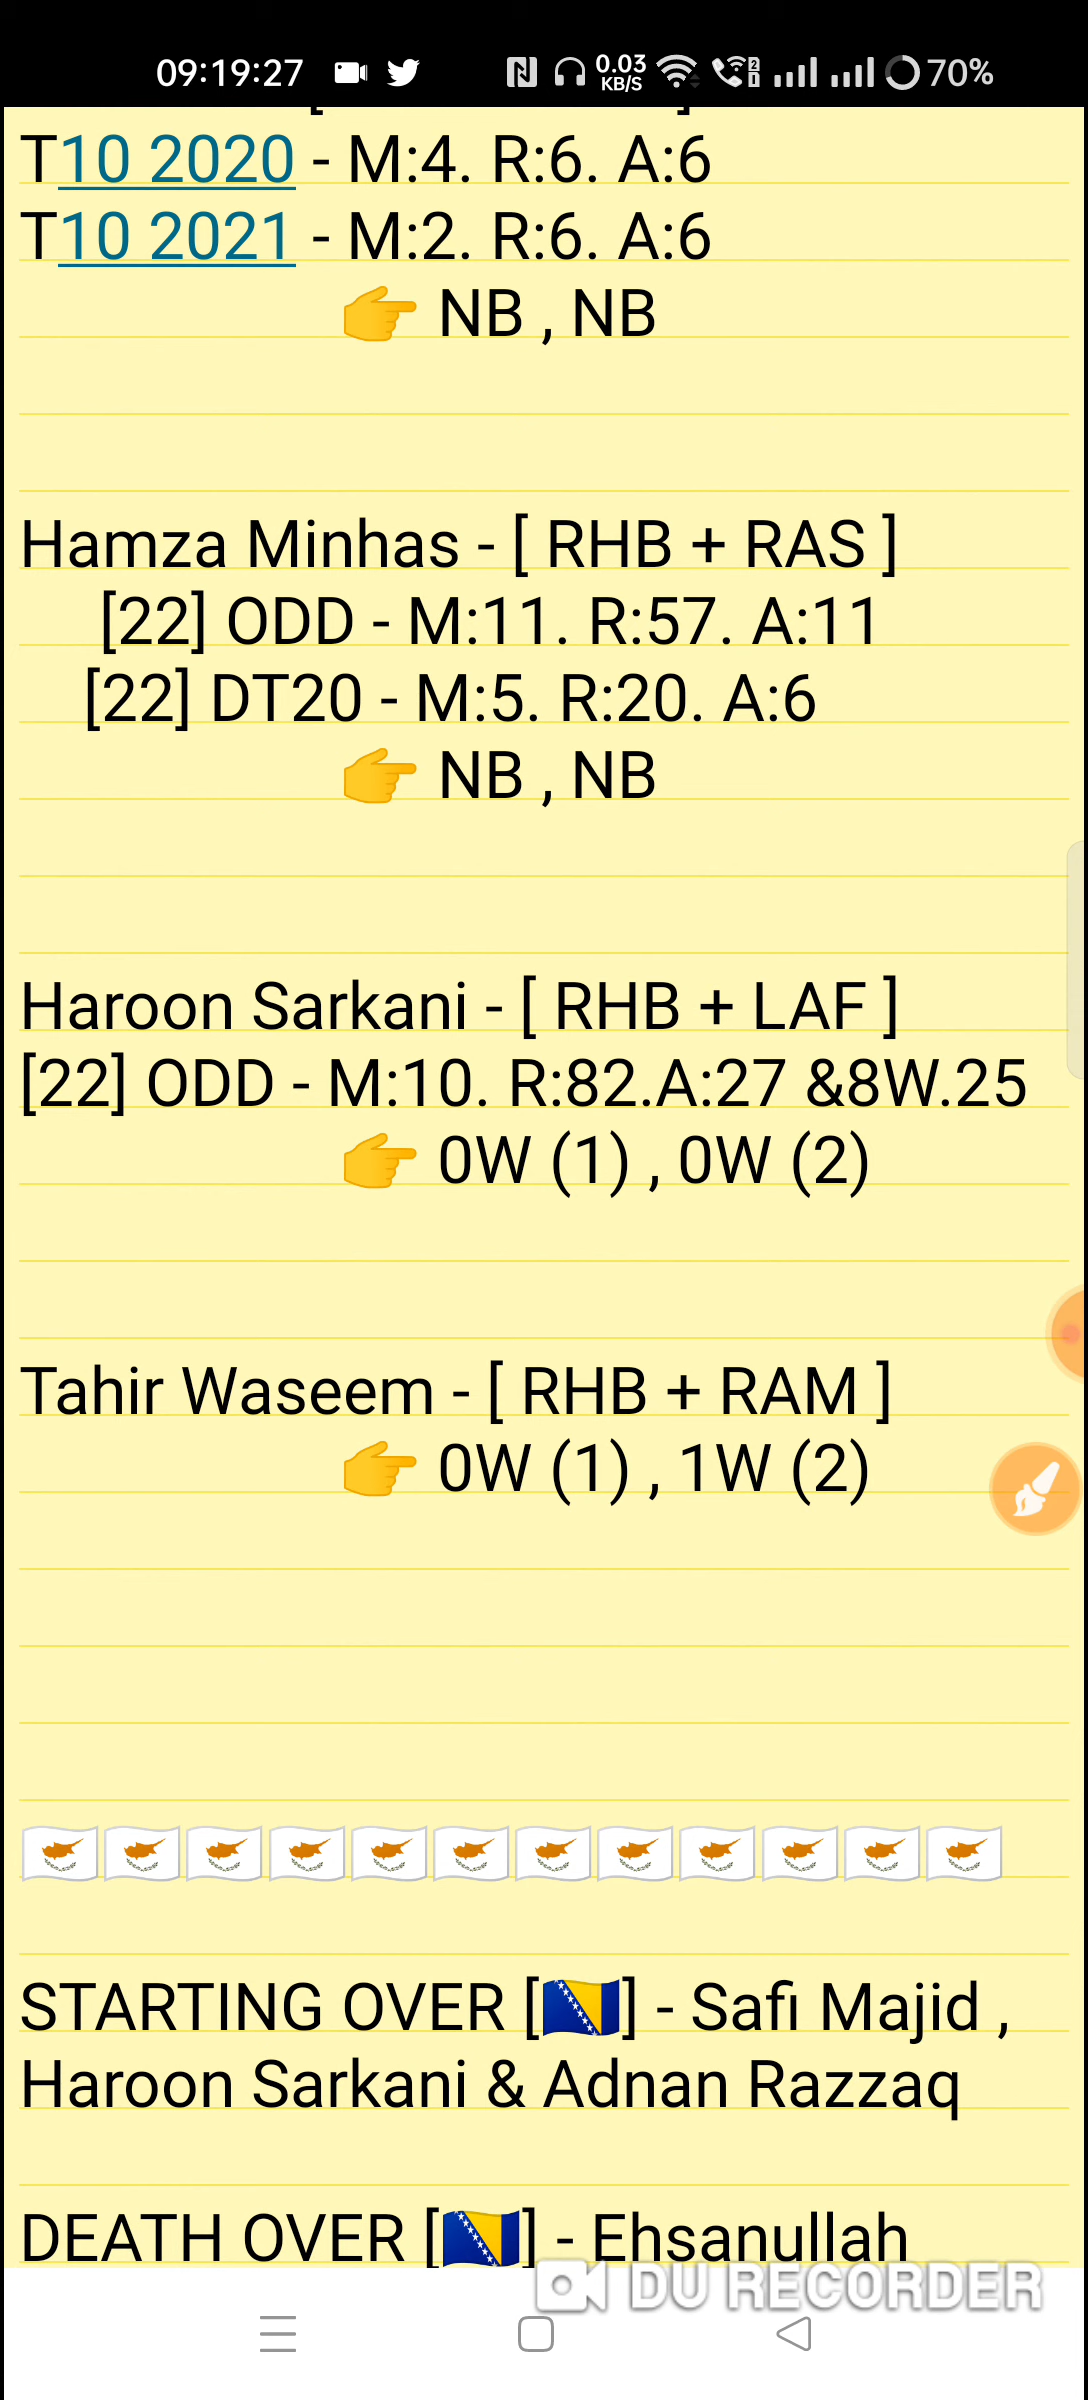 09:19:27 0.03 KB/S 2 1 70%
T10 2020 - M:4. R:6. A:6
T10 2021 - M:2. R:6. A:6
👉 NB , NB
Hamza Minhas - [ RHB + RAS ]
[22] ODD - M:11. R:57. A:11
[22] DT20 - M:5. R:20. A:6
👉 NB , NB
Haroon Sarkani - [ RHB + LAF ]
[22] ODD - M:10. R:82.A:27 &8W.25
👉 0W (1) , 0W (2)
Tahir Waseem - [ RHB + RAM ]
👉 0W (1) , 1W (2)
🇨🇾🇨🇾🇨🇾🇨🇾🇨🇾🇨🇾🇨🇾🇨🇾🇨🇾🇨🇾🇨🇾🇨🇾
STARTING OVER [🇧🇦] - Safi Majid ,
Haroon Sarkani & Adnan Razzaq
DEATH OVER [🇧🇦] - Ehsanullah
DU RECORDER